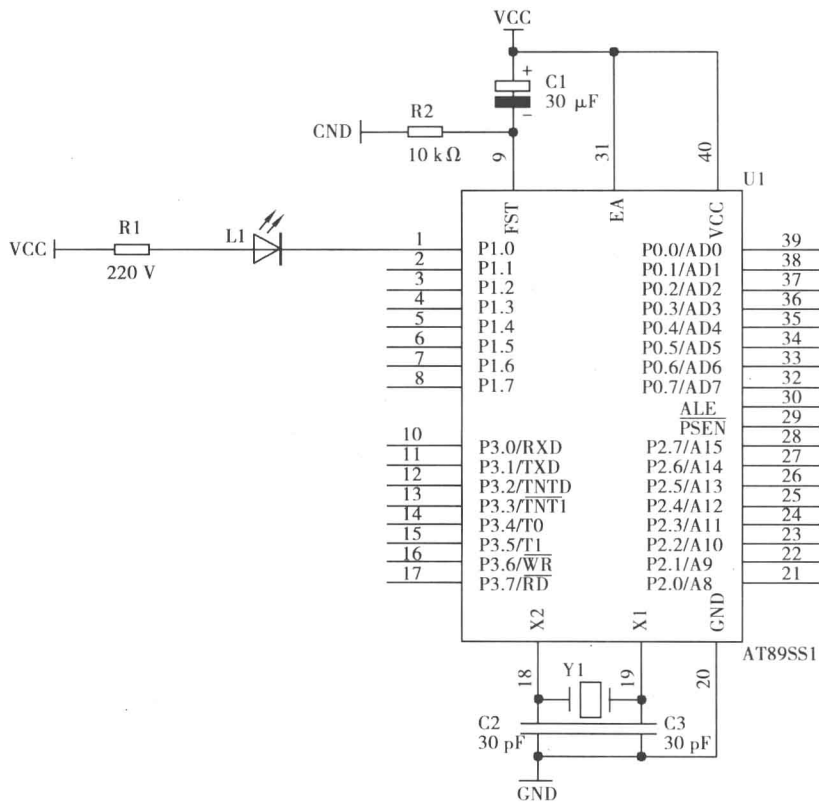 VCC
C1
30 μF
+
−
R2
10 kΩ
CND
9
31
40
U1
FST
EA
VCC
VCC
R1
220 V
L1
1 P1.0
2 P1.1
3 P1.2
4 P1.3
5 P1.4
6 P1.5
7 P1.6
8 P1.7
10 P3.0/RXD
11 P3.1/TXD
12 P3.2/TNTD
13 P3.3/TNT1
14 P3.4/T0
15 P3.5/T1
16 P3.6/WR
17 P3.7/RD
P0.0/AD0 39
P0.1/AD1 38
P0.2/AD2 37
P0.3/AD3 36
P0.4/AD4 35
P0.5/AD5 34
P0.6/AD6 33
P0.7/AD7 32
ALE 30
PSEN 29
P2.7/A15 28
P2.6/A14 27
P2.5/A13 26
P2.4/A12 25
P2.3/A11 24
P2.2/A10 23
P2.1/A9 22
P2.0/A8 21
X2
X1
GND
AT89SS1
18
Y1
19
20
C2
30 pF
C3
30 pF
GND